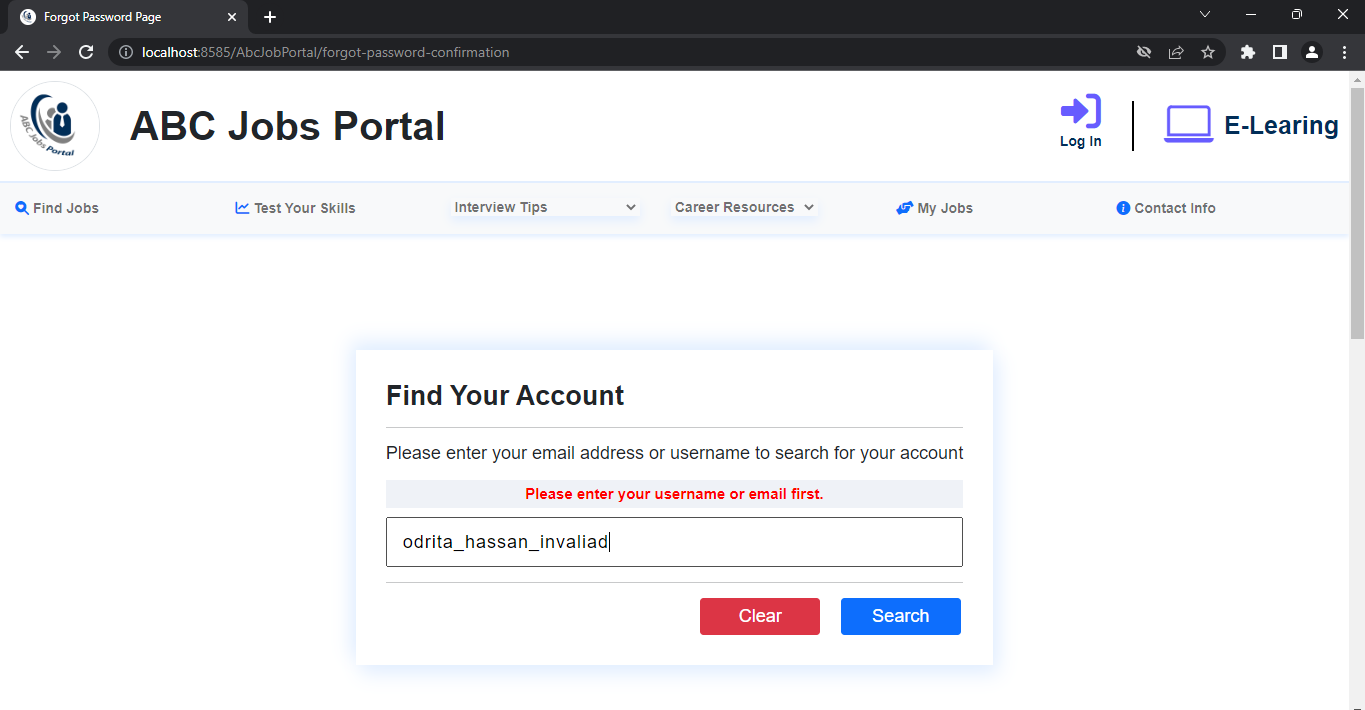 Forgot Password Page
localhost:8585/AbcJobPortal/forgot-password-confirmation
ABC Jobs Portal
ABC Jobs Portal
Log In
E-Learing
Find Jobs
Test Your Skills
Interview Tips
Career Resources
My Jobs
Contact Info
Find Your Account
Please enter your email address or username to search for your account
Please enter your username or email first.
odrita_hassan_invaliad
Clear
Search